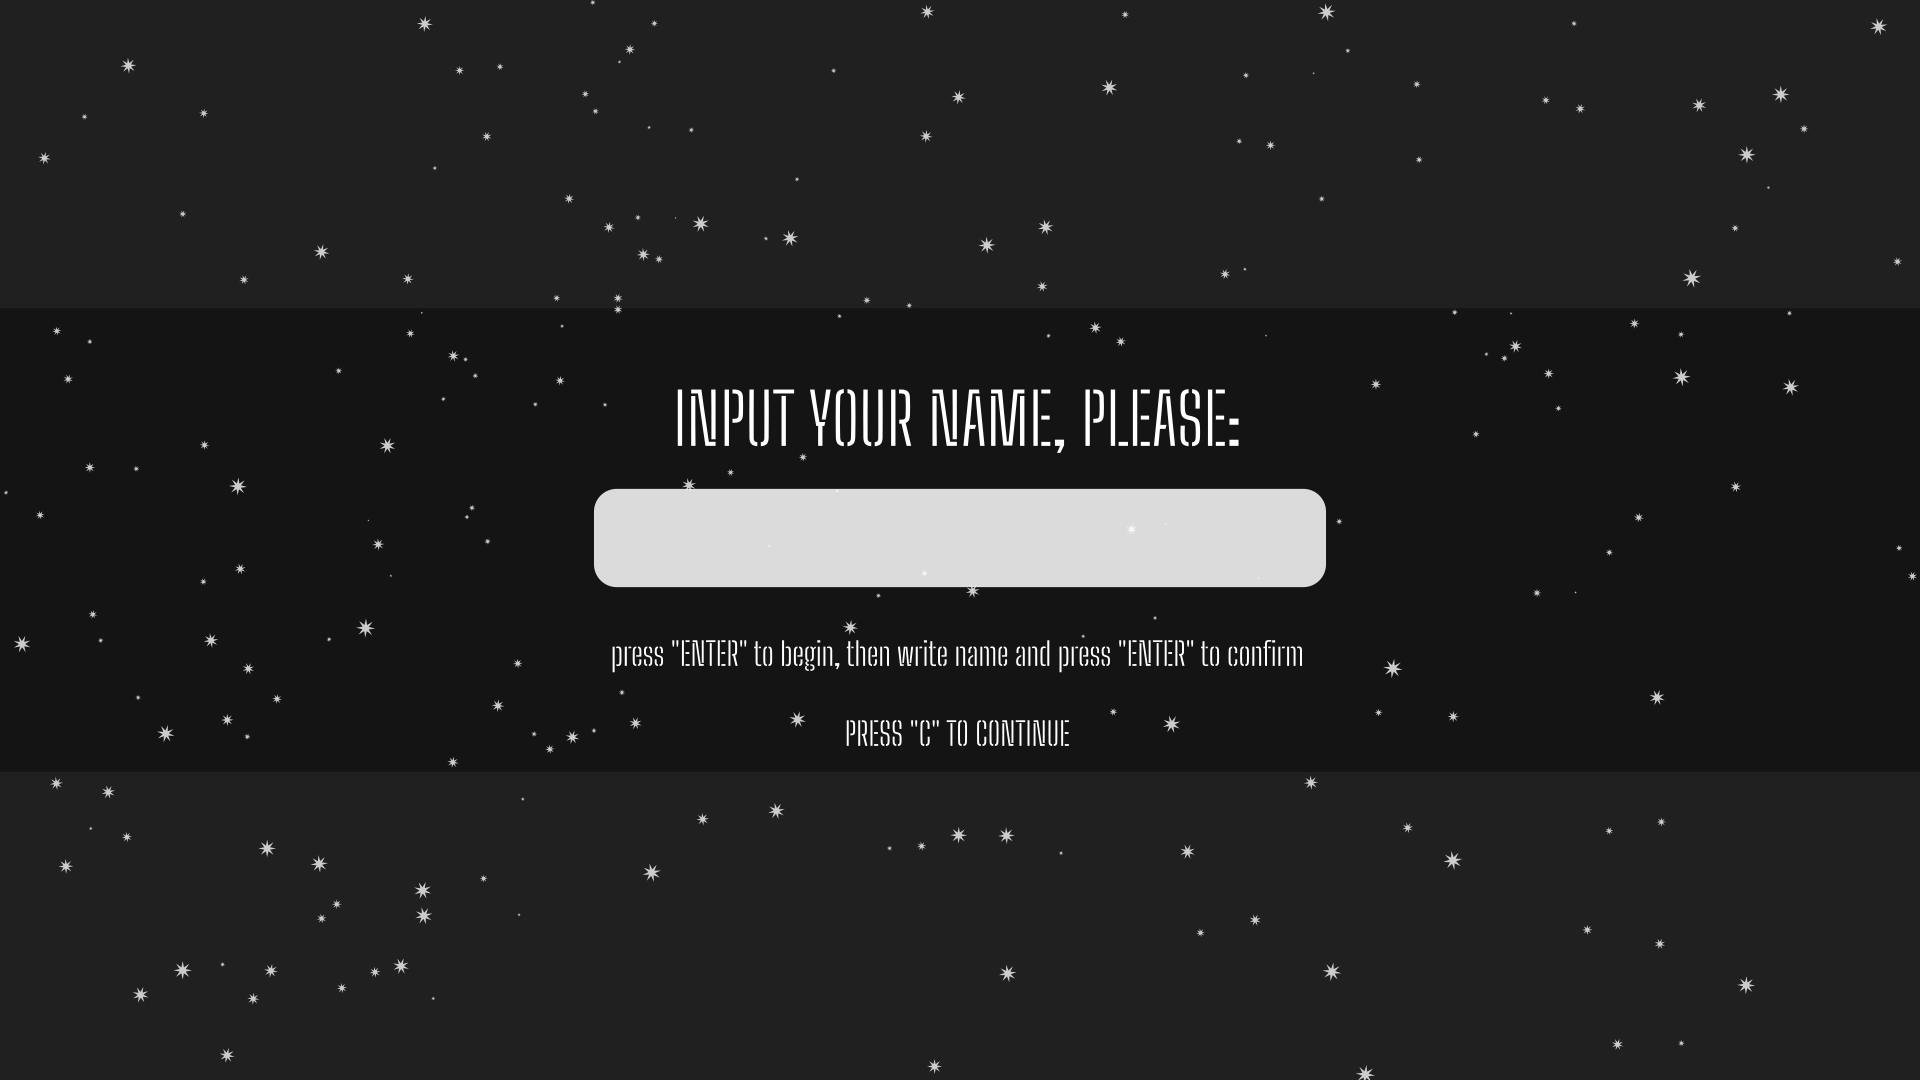 INPUT YOUR NAME, PLEASE:
press "ENTER" to begin, then write name and press "ENTER" to confirm
PRESS "C" TO CONTINUE